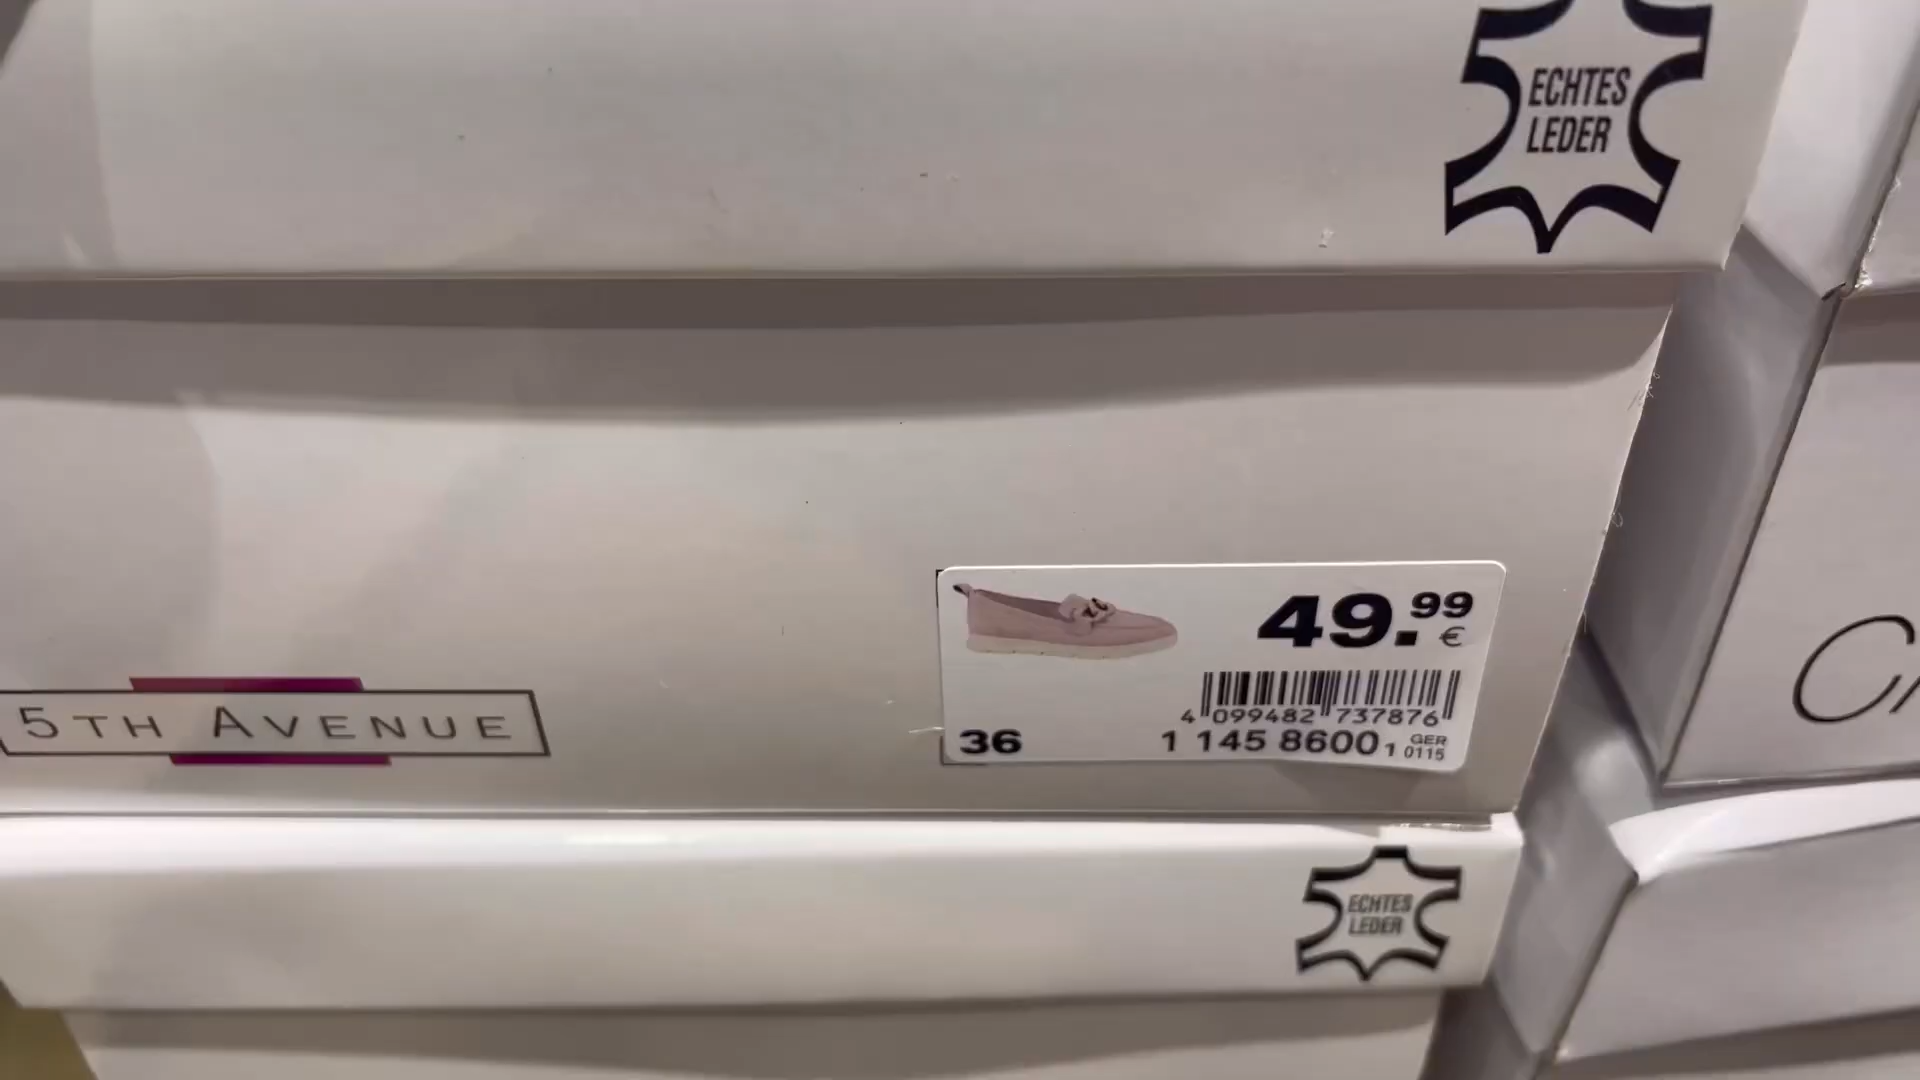 ECHTES
LEDER
49.99
€
4 099482 737876
36
1 145 8600 1 GER
0115
5TH AVENUE
ECHTES
LEDER